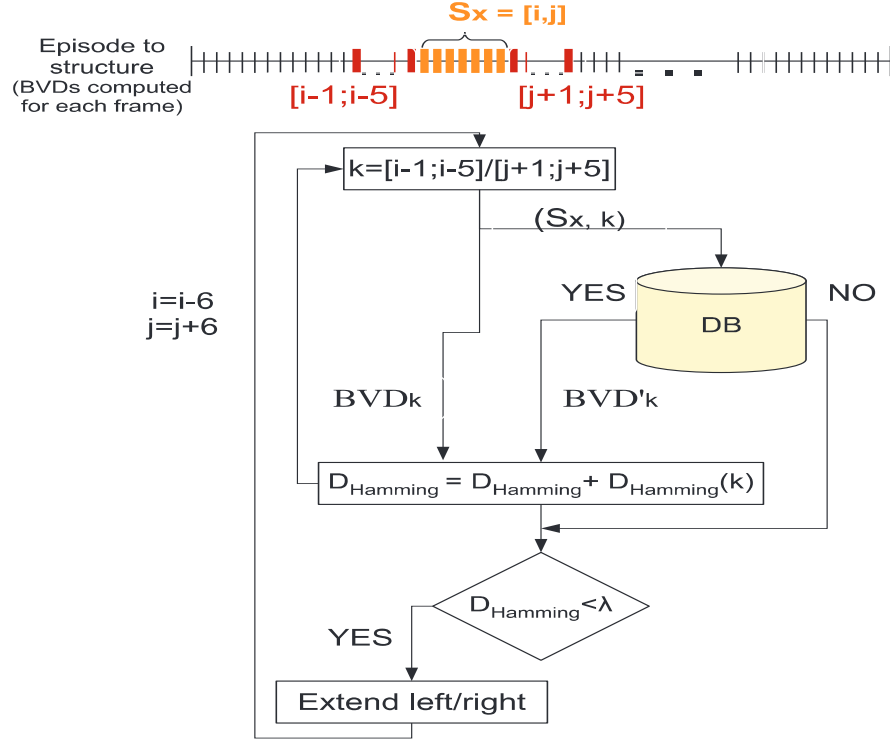 Sx = [i,j]
Episode to
structure
(BVDs computed
for each frame)
[i-1;i-5]
[j+1;j+5]
k=[i-1;i-5]/[j+1;j+5]
(Sx, k)
i=i-6
j=j+6
YES
NO
DB
BVDk
BVD'k
DHamming = DHamming+ DHamming(k)
DHamming<λ
YES
Extend left/right